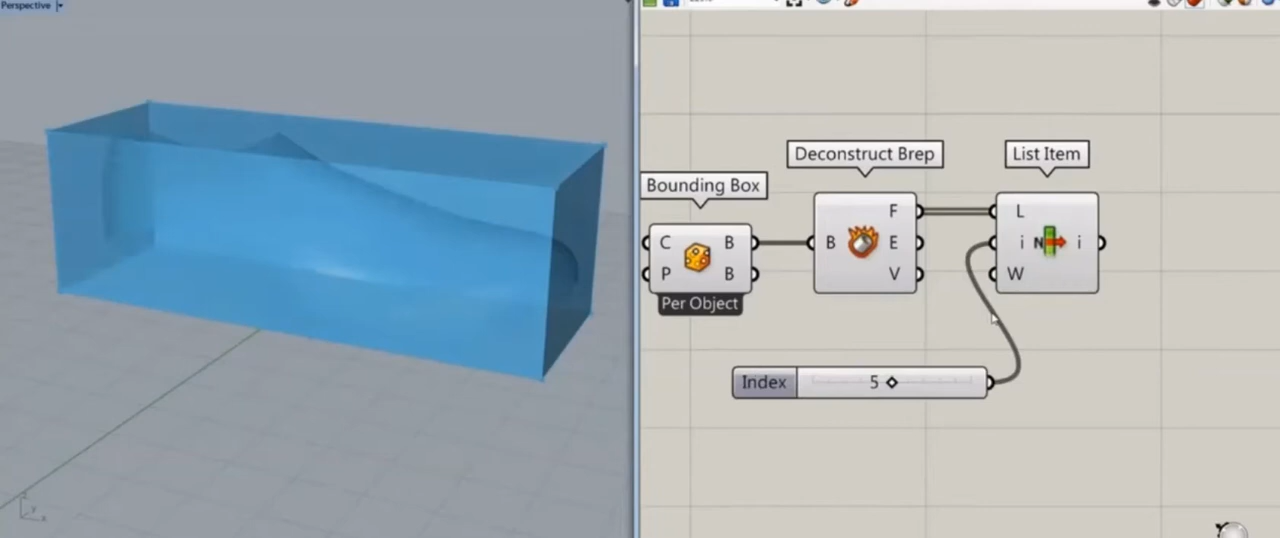 Perspective
Bounding Box
C
B
P
B
Per Object
Deconstruct Brep
B
F
E
V
List Item
L
i
N
i
W
Index
5
z
y
x